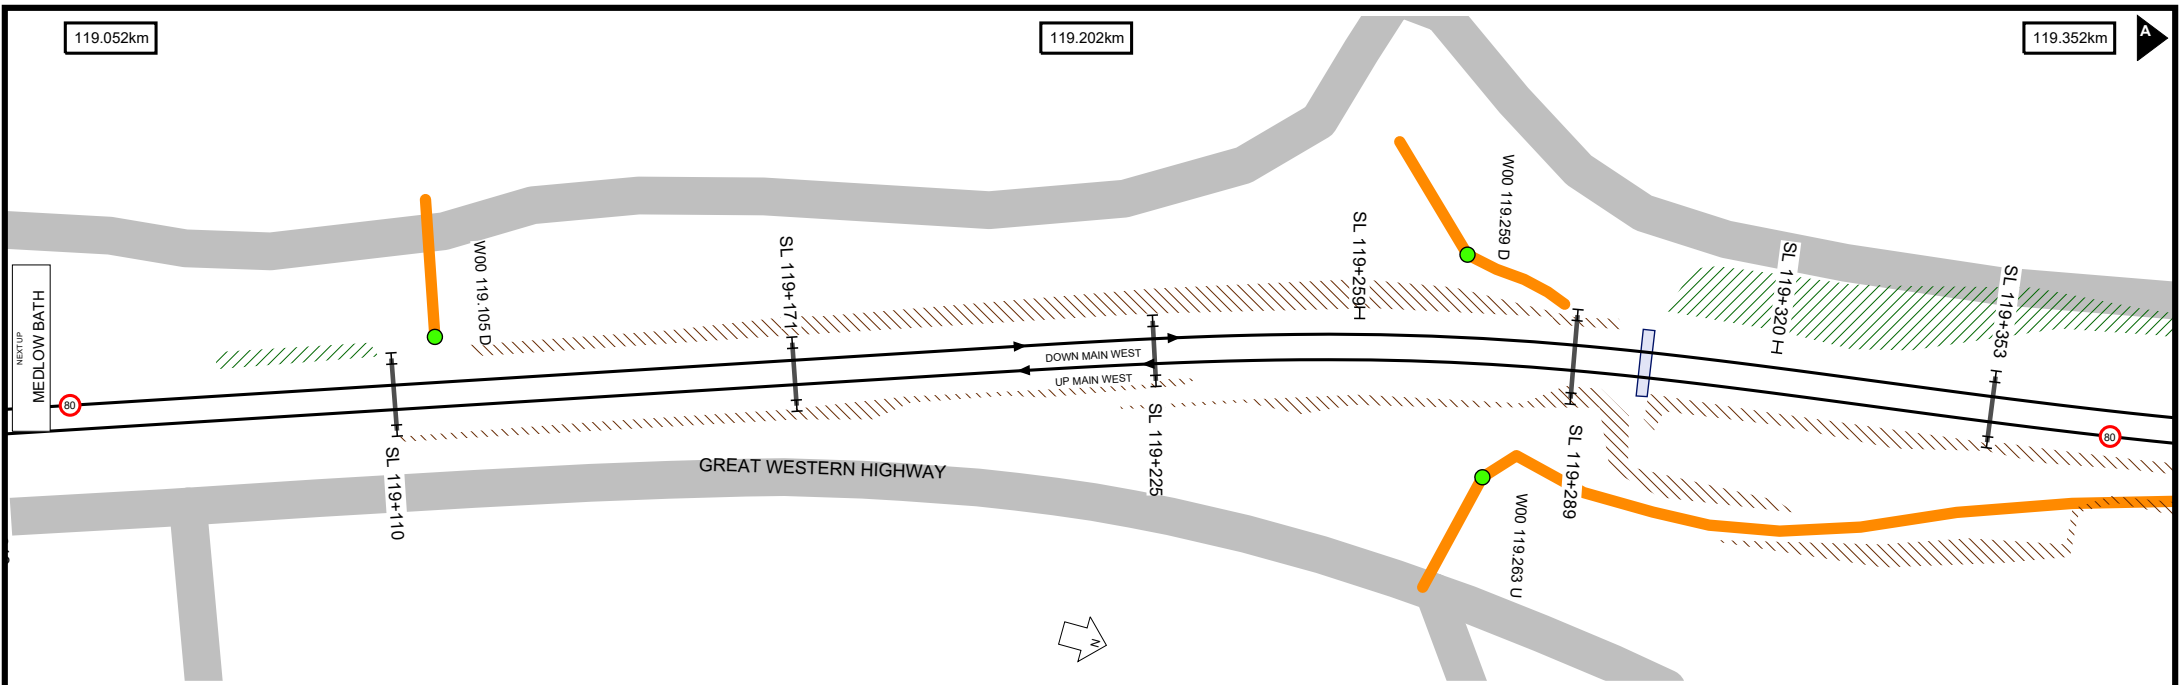 119.052km
119.202km
119.352km
A
W00 119.259 D
SL 119+259H
SL 119+171
W00 119.105 D
SL 119+320 H
SL 119+353
NEXT UP
MEDLOW BATH
80
DOWN MAIN WEST
UP MAIN WEST
80
SL 119+110
GREAT WESTERN HIGHWAY
SL 119+225
SL 119+289
W00 119.263 U
N